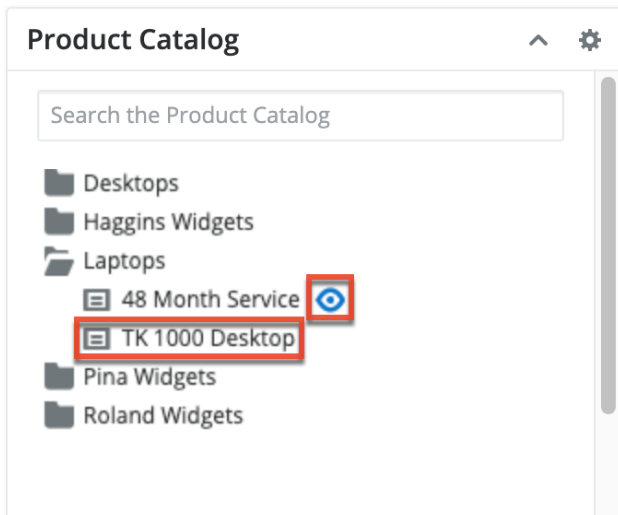 Product Catalog
Search the Product Catalog
Desktops
Haggins Widgets
Laptops
48 Month Service
TK 1000 Desktop
Pina Widgets
Roland Widgets